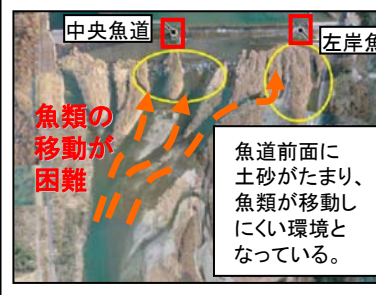 中央魚道
左岸魚
魚類の
移動が
困難
魚道前面に
土砂がたまり、
魚類が移動し
にくい環境と
なっている。